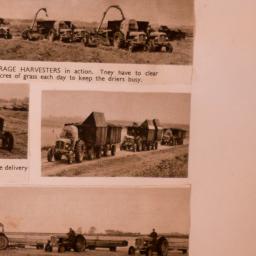 RAGE HARVESTERS in action. They have to clear
cres of grass each day to keep the driers busy.
e delivery